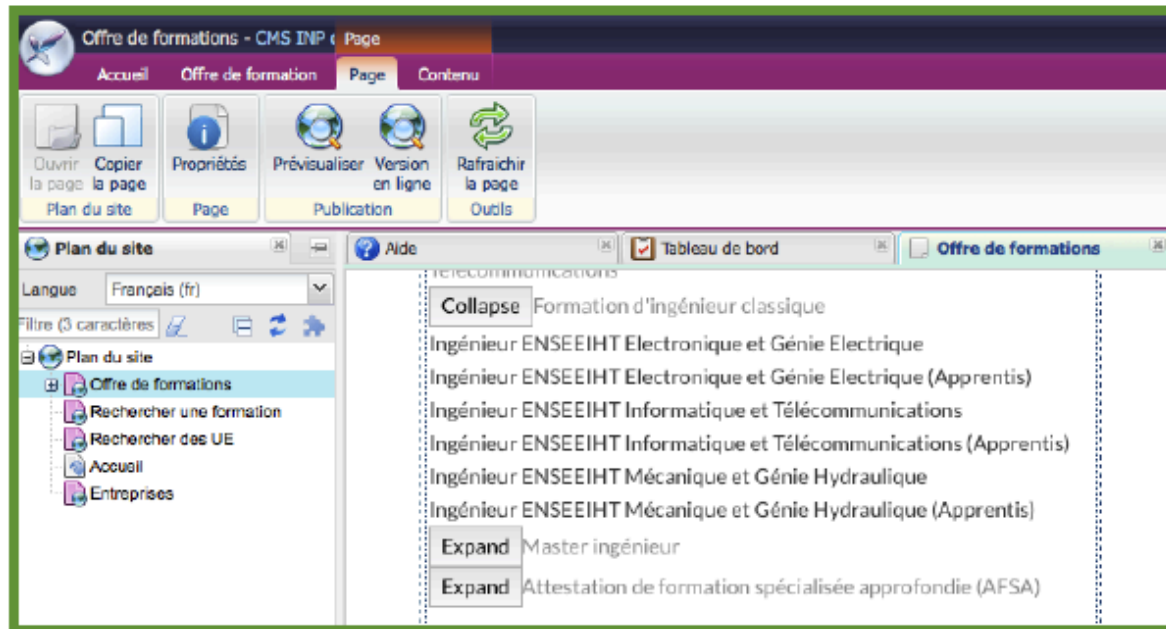 Offre de formations - CMS INP
Page
Accueil
Offre de formation
Page
Contenu
Ouvrir la page
Copier la page
Propriétés
Prévisualiser
Version en ligne
Rafraichir la page
Plan du site
Page
Publication
Outils
Plan du site
Aide
Tableau de bord
Offre de formations
Langue
Français (fr)
Filtre (3 caractères
Plan du site
Offre de formations
Rechercher une formation
Rechercher des UE
Accueil
Entreprises
Télécommunications
Collapse Formation d'ingénieur classique
Ingénieur ENSEEIHT Electronique et Génie Electrique
Ingénieur ENSEEIHT Electronique et Génie Electrique (Apprentis)
Ingénieur ENSEEIHT Informatique et Télécommunications
Ingénieur ENSEEIHT Informatique et Télécommunications (Apprentis)
Ingénieur ENSEEIHT Mécanique et Génie Hydraulique
Ingénieur ENSEEIHT Mécanique et Génie Hydraulique (Apprentis)
Expand Master ingénieur
Expand Attestation de formation spécialisée approfondie (AFSA)